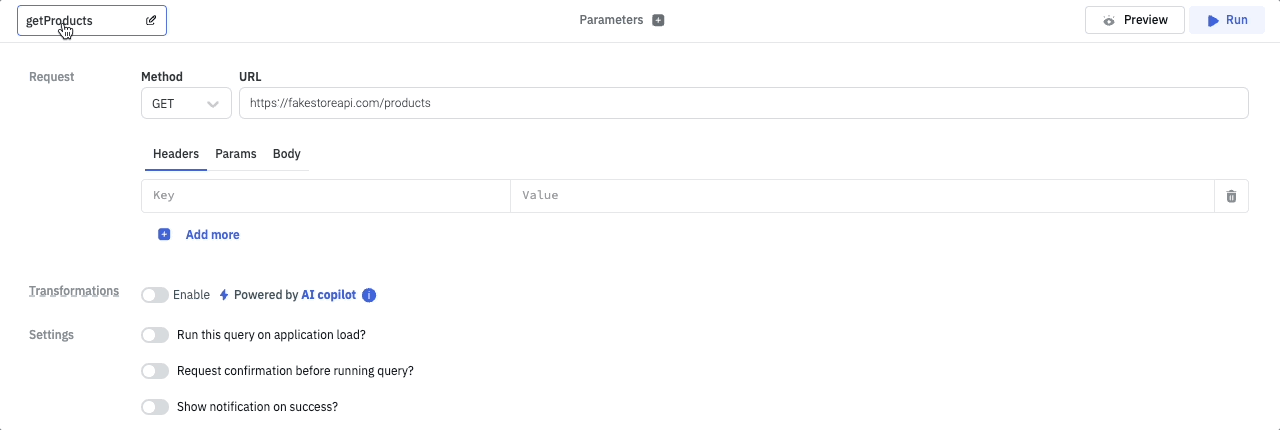 getProducts
Parameters
Preview
Run
Request
Method
URL
GET
https://fakestoreapi.com/products
Headers
Params
Body
Key
Value
Add more
Transformations
Enable
Powered by AI copilot
Settings
Run this query on application load?
Request confirmation before running query?
Show notification on success?